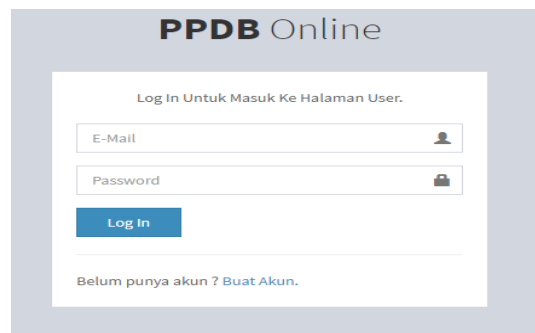 PPDB Online
Log In Untuk Masuk Ke Halaman User.
E-Mail
Password
Log In
Belum punya akun ? Buat Akun.